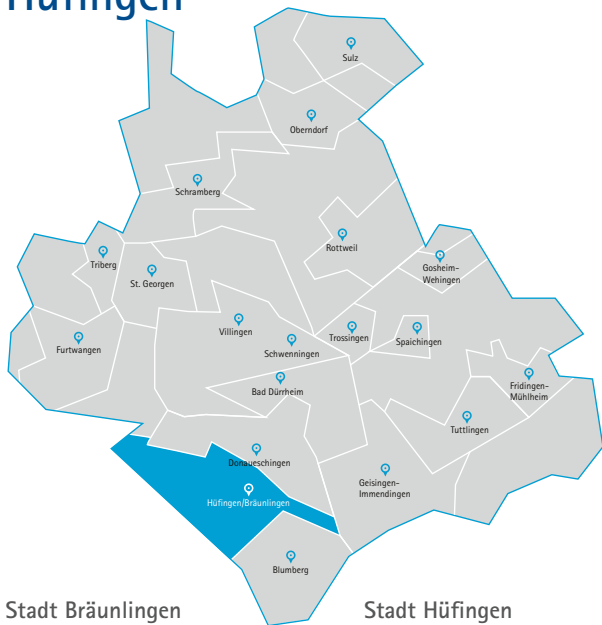 Hüfingen
Sulz
Oberndorf
Schramberg
Rottweil
Triberg
St. Georgen
Gosheim-
Wehingen
Villingen
Trossingen
Spaichingen
Furtwangen
Schwenningen
Bad Dürrheim
Fridingen-
Mühlheim
Tuttlingen
Donaueschingen
Geisingen-
Immendingen
Hüfingen/Bräunlingen
Blumberg
Stadt Bräunlingen
Stadt Hüfingen